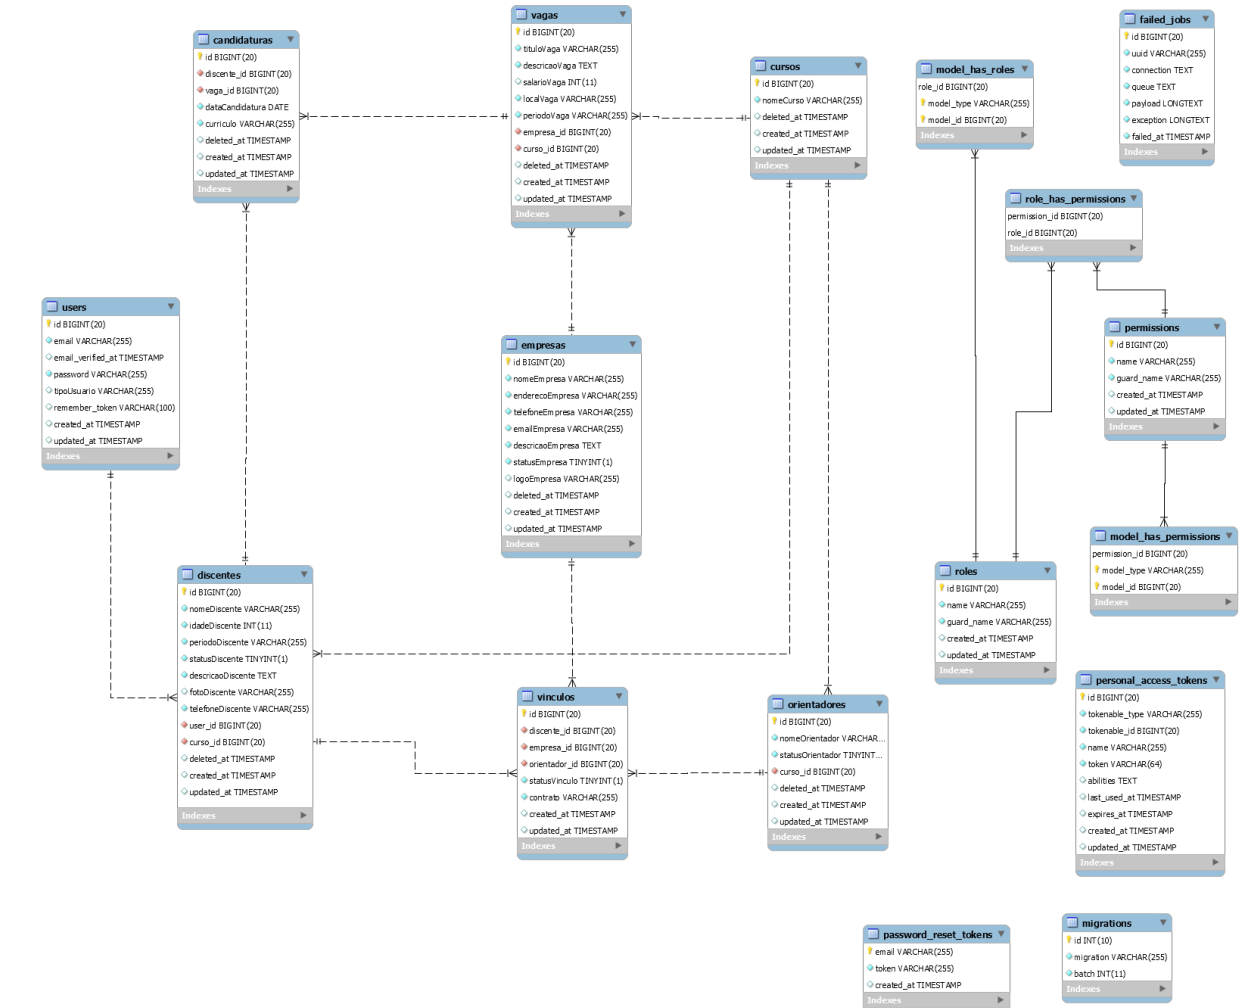 candidaturas
id BIGINT(20)
discente_id BIGINT(20)
vaga_id BIGINT(20)
dataCandidatura DATE
curriculo VARCHAR(255)
deleted_at TIMESTAMP
created_at TIMESTAMP
updated_at TIMESTAMP
Indexes
vagas
id BIGINT(20)
tituloVaga VARCHAR(255)
descricaoVaga TEXT
salarioVaga INT(11)
localVaga VARCHAR(255)
periodoVaga VARCHAR(255)
empresa_id BIGINT(20)
curso_id BIGINT(20)
deleted_at TIMESTAMP
created_at TIMESTAMP
updated_at TIMESTAMP
Indexes
cursos
id BIGINT(20)
nomeCurso VARCHAR(255)
deleted_at TIMESTAMP
created_at TIMESTAMP
updated_at TIMESTAMP
Indexes
model_has_roles
role_id BIGINT(20)
model_type VARCHAR(255)
model_id BIGINT(20)
Indexes
failed_jobs
id BIGINT(20)
uuid VARCHAR(255)
connection TEXT
queue TEXT
payload LONGTEXT
exception LONGTEXT
failed_at TIMESTAMP
Indexes
role_has_permissions
permission_id BIGINT(20)
role_id BIGINT(20)
Indexes
users
id BIGINT(20)
email VARCHAR(255)
email_verified_at TIMESTAMP
password VARCHAR(255)
tipoUsuario VARCHAR(255)
remember_token VARCHAR(100)
created_at TIMESTAMP
updated_at TIMESTAMP
Indexes
empresas
id BIGINT(20)
nomeEmpresa VARCHAR(255)
enderecoEmpresa VARCHAR(255)
telefoneEmpresa VARCHAR(255)
emailEmpresa VARCHAR(255)
descricaoEmpresa TEXT
statusEmpresa TINYINT(1)
logoEmpresa VARCHAR(255)
deleted_at TIMESTAMP
created_at TIMESTAMP
updated_at TIMESTAMP
Indexes
permissions
id BIGINT(20)
name VARCHAR(255)
guard_name VARCHAR(255)
created_at TIMESTAMP
updated_at TIMESTAMP
Indexes
model_has_permissions
permission_id BIGINT(20)
model_type VARCHAR(255)
model_id BIGINT(20)
Indexes
discentes
id BIGINT(20)
nomeDiscente VARCHAR(255)
idadeDiscente INT(11)
periodoDiscente VARCHAR(255)
statusDiscente TINYINT(1)
descricaoDiscente TEXT
fotoDiscente VARCHAR(255)
telefoneDiscente VARCHAR(255)
user_id BIGINT(20)
curso_id BIGINT(20)
deleted_at TIMESTAMP
created_at TIMESTAMP
updated_at TIMESTAMP
Indexes
roles
id BIGINT(20)
name VARCHAR(255)
guard_name VARCHAR(255)
created_at TIMESTAMP
updated_at TIMESTAMP
Indexes
vinculos
id BIGINT(20)
discente_id BIGINT(20)
empresa_id BIGINT(20)
orientador_id BIGINT(20)
statusVinculo TINYINT(1)
contrato VARCHAR(255)
created_at TIMESTAMP
updated_at TIMESTAMP
Indexes
orientadores
id BIGINT(20)
nomeOrientador VARCHAR...
statusOrientador TINYINT...
curso_id BIGINT(20)
deleted_at TIMESTAMP
created_at TIMESTAMP
updated_at TIMESTAMP
Indexes
personal_access_tokens
id BIGINT(20)
tokenable_type VARCHAR(255)
tokenable_id BIGINT(20)
name VARCHAR(255)
token VARCHAR(64)
abilities TEXT
last_used_at TIMESTAMP
expires_at TIMESTAMP
created_at TIMESTAMP
updated_at TIMESTAMP
Indexes
password_reset_tokens
email VARCHAR(255)
token VARCHAR(255)
created_at TIMESTAMP
Indexes
migrations
id INT(10)
migration VARCHAR(255)
batch INT(11)
Indexes